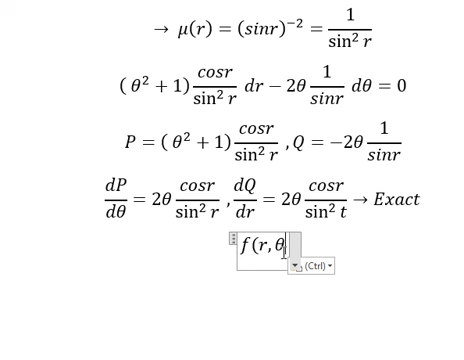 → μ(r) = (sinr)⁻² = 1/sin² r
(θ² + 1) cosr/sin² r dr − 2θ 1/sinr dθ = 0
P = (θ² + 1) cosr/sin² r , Q = −2θ 1/sinr
dP/dθ = 2θ cosr/sin² r , dQ/dr = 2θ cosr/sin² t → Exact
f(r, θ
(Ctrl)